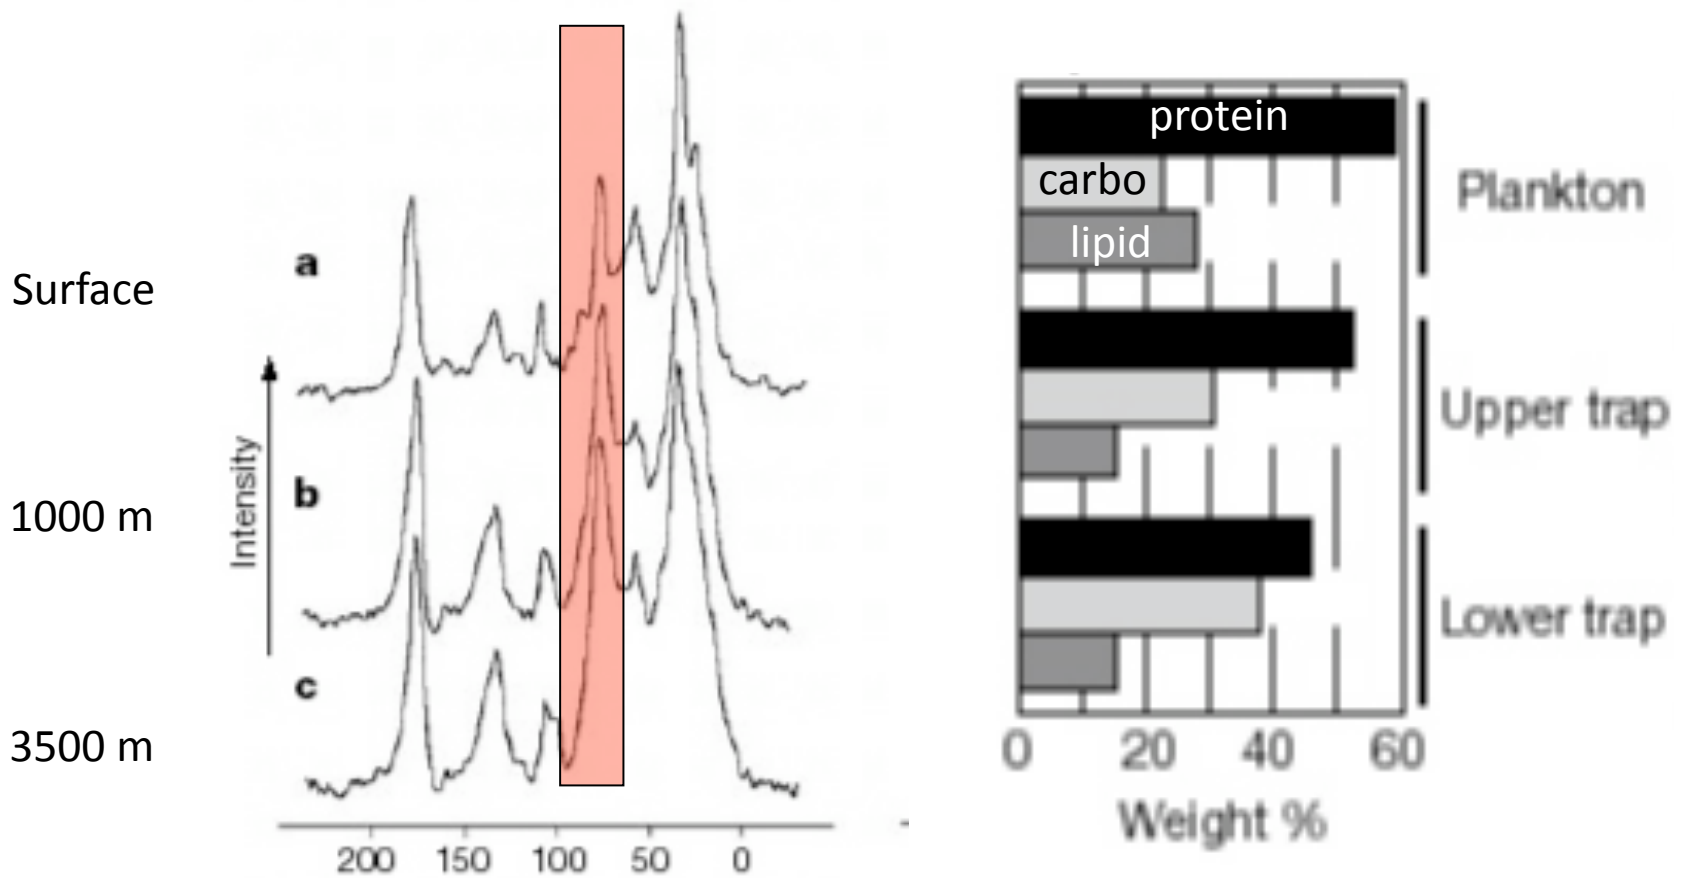 Surface
1000 m
3500 m
Intensity
a
b
c
200 150 100 50 0
protein
carbo
lipid
Plankton
Upper trap
Lower trap
0 20 40 60
Weight %